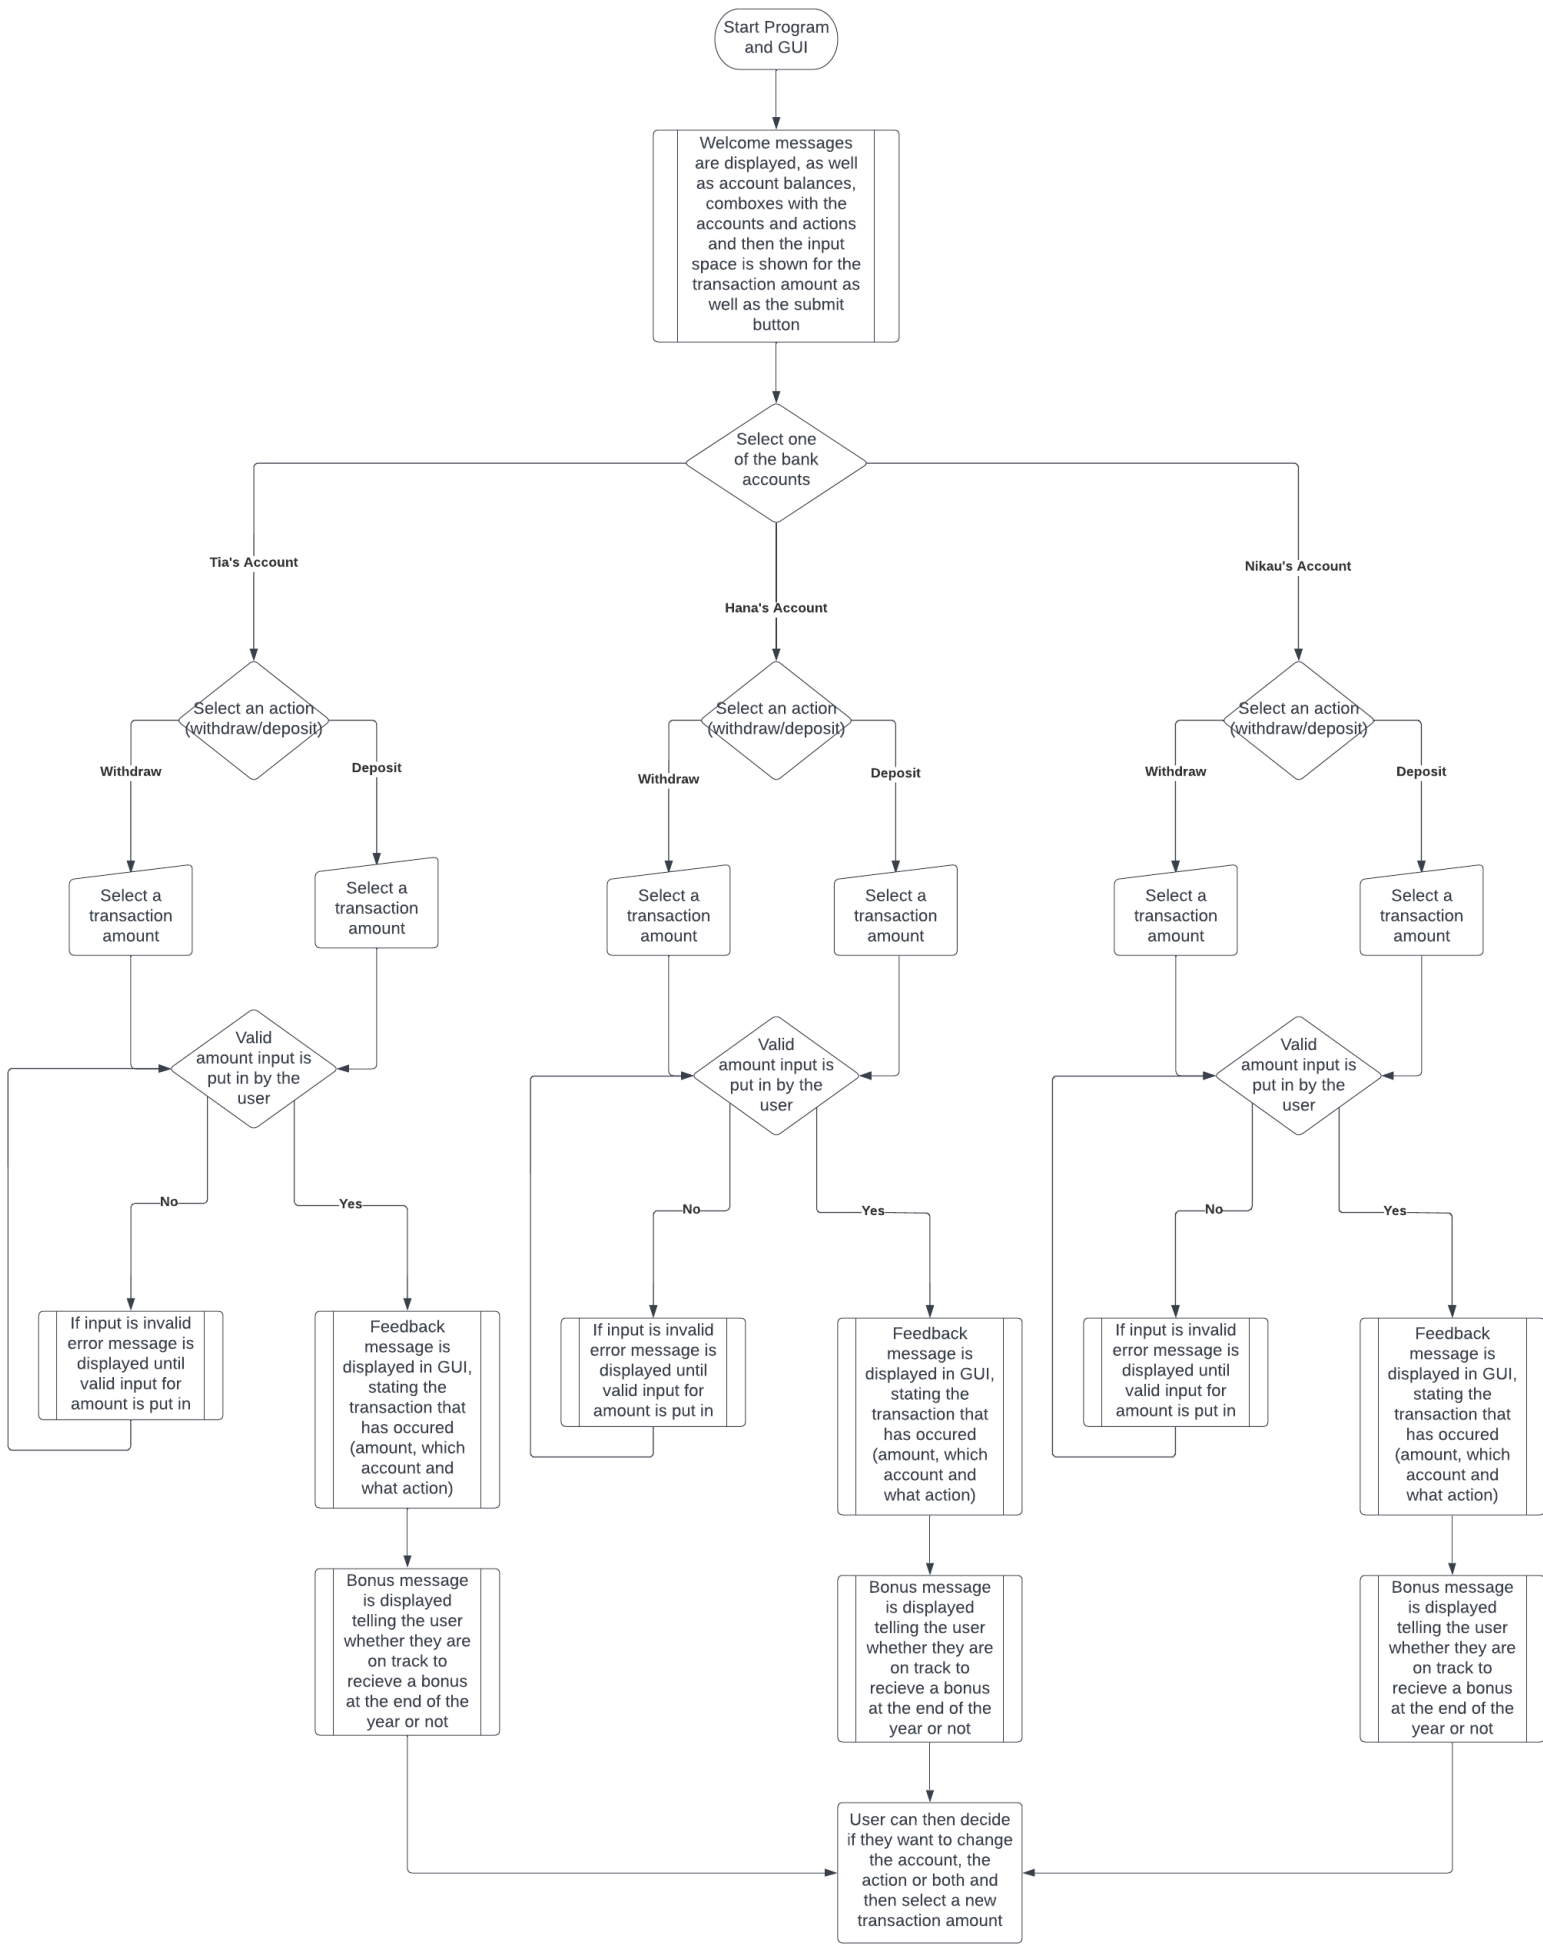 Start Program
and GUI
Welcome messages
are displayed, as well
as account balances,
comboxes with the
accounts and actions
and then the input
space is shown for the
transaction amount as
well as the submit
button
Select one
of the bank
accounts
Tia's Account
Hana's Account
Nikau's Account
Select an action
(withdraw/deposit)
Withdraw
Deposit
Select an action
(withdraw/deposit)
Withdraw
Deposit
Select an action
(withdraw/deposit)
Withdraw
Deposit
Select a
transaction
amount
Select a
transaction
amount
Select a
transaction
amount
Select a
transaction
amount
Select a
transaction
amount
Select a
transaction
amount
Valid
amount input is
put in by the
user
Valid
amount input is
put in by the
user
Valid
amount input is
put in by the
user
No
Yes
No
Yes
No
Yes
If input is invalid
error message is
displayed until
valid input for
amount is put in
Feedback
message is
displayed in GUI,
stating the
transaction that
has occured
(amount, which
account and
what action)
If input is invalid
error message is
displayed until
valid input for
amount is put in
Feedback
message is
displayed in GUI,
stating the
transaction that
has occured
(amount, which
account and
what action)
If input is invalid
error message is
displayed until
valid input for
amount is put in
Feedback
message is
displayed in GUI,
stating the
transaction that
has occured
(amount, which
account and
what action)
Bonus message
is displayed
telling the user
whether they are
on track to
recieve a bonus
at the end of the
year or not
Bonus message
is displayed
telling the user
whether they are
on track to
recieve a bonus
at the end of the
year or not
Bonus message
is displayed
telling the user
whether they are
on track to
recieve a bonus
at the end of the
year or not
User can then decide
if they want to change
the account, the
action or both and
then select a new
transaction amount